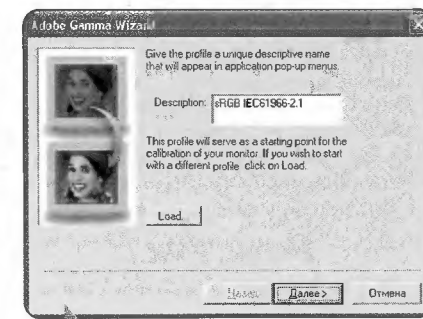 Adobe Gamma Wizard
Give the profile a unique descriptive name
that will appear in application pop-up menus.
Description: sRGB IEC61966-2.1
This profile will serve as a starting point for the
calibration of your monitor. If you wish to start
with a different profile click on Load.
Load...
< Назад Далее > Отмена